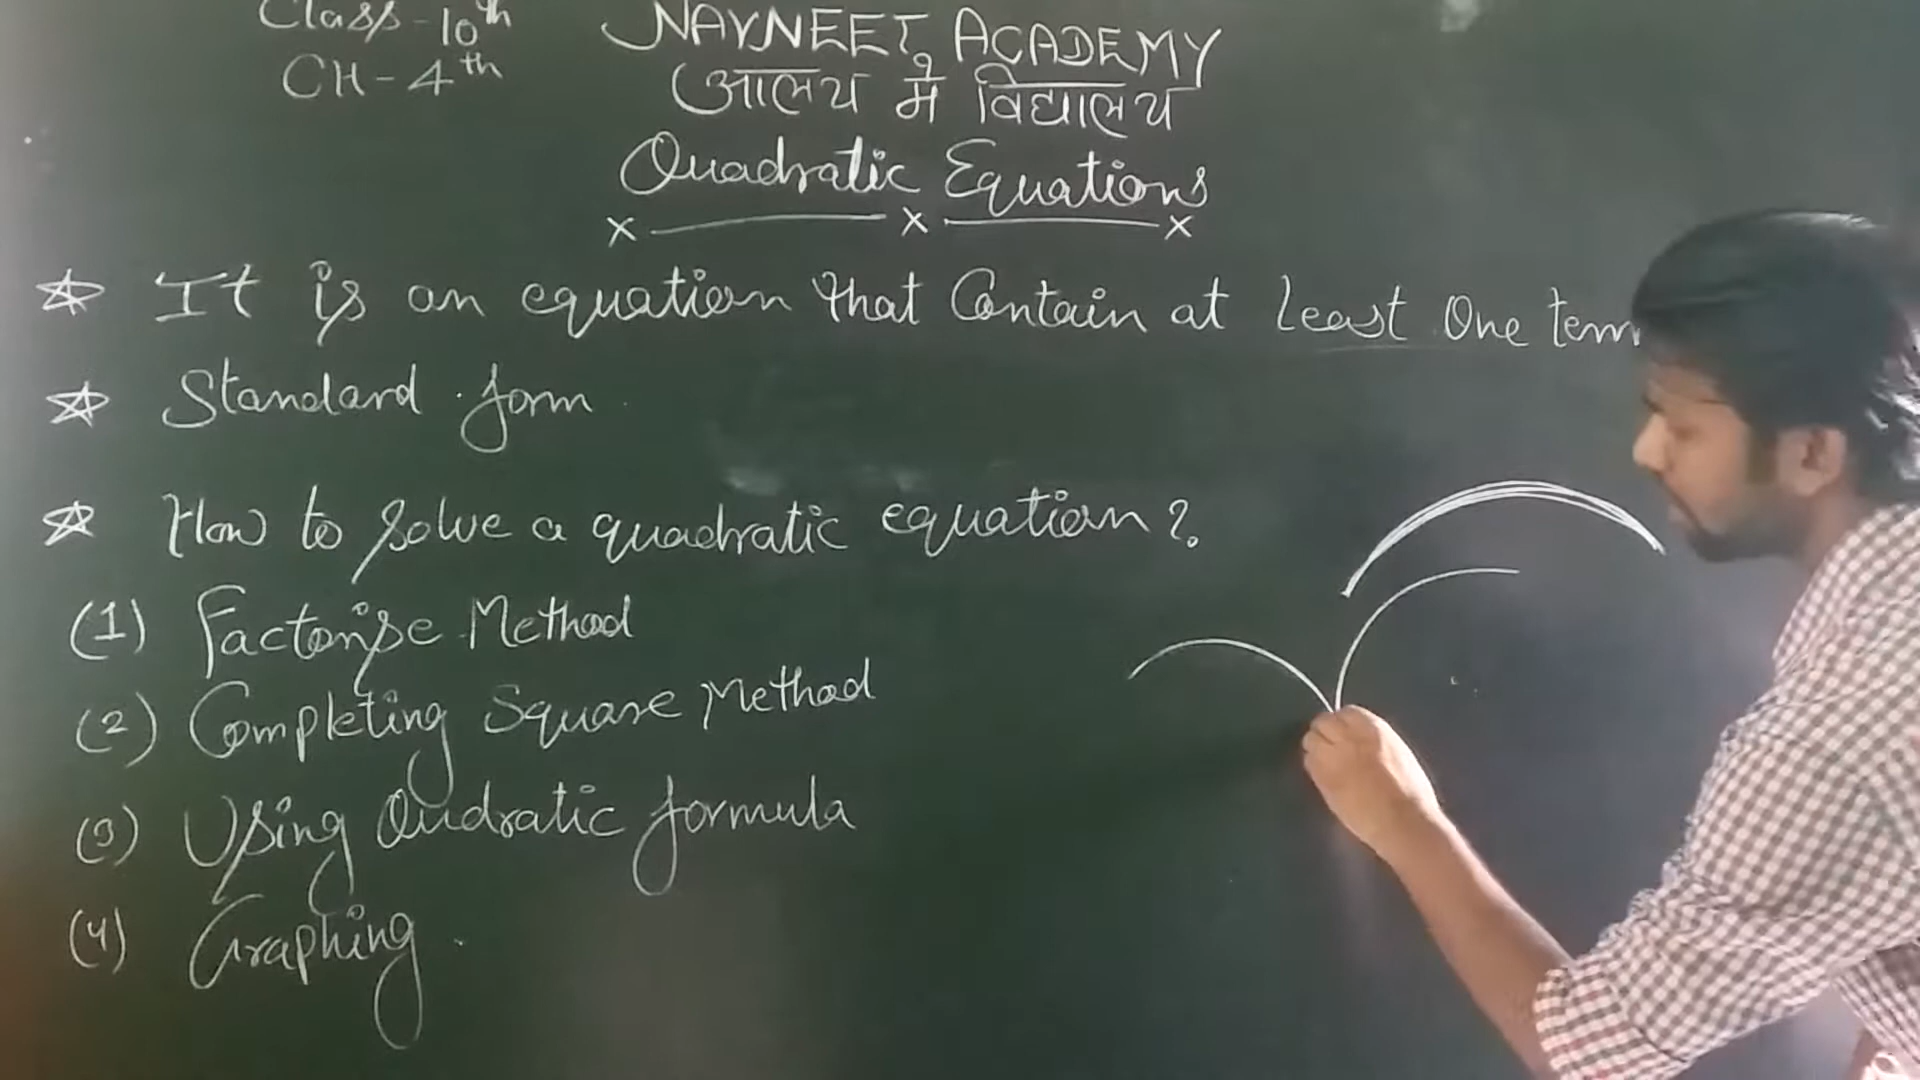 Class - 10th
CH - 4th
NAVNEET ACADEMY
आलय में विद्यालय
Quadratic Equations
It is an equation that Contain at least One term
Standard form
How to solve a quadratic equation?
(1) Factorise Method
(2) Completing Square Method
(3) Using Qudratic formula
(4) Graphing.